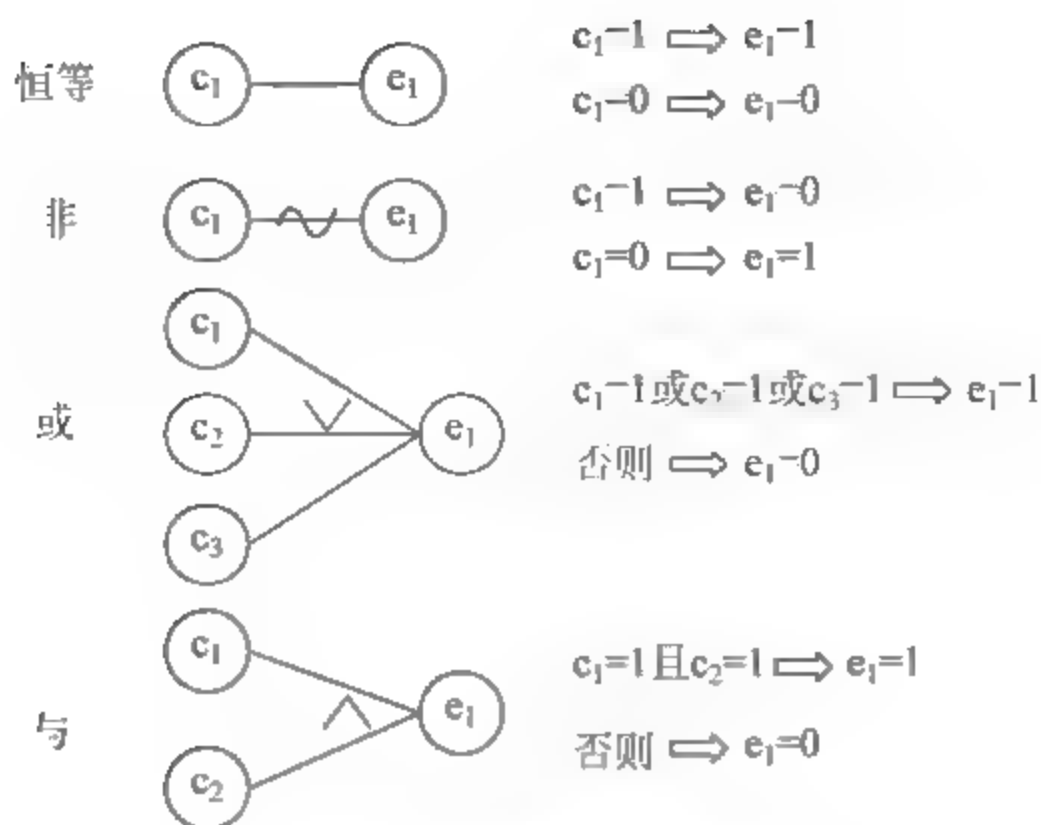 恒等 c₁ e₁ c₁=1 ⇒ e₁=1
c₁=0 ⇒ e₁=0
非 c₁ e₁ c₁=1 ⇒ e₁=0
c₁=0 ⇒ e₁=1
c₁
或 c₂ e₁ c₁=1或c₂=1或c₃=1 ⇒ e₁=1
否则 ⇒ e₁=0
c₃
c₁
c₁=1且c₂=1 ⇒ e₁=1
与 e₁
否则 ⇒ e₁=0
c₂